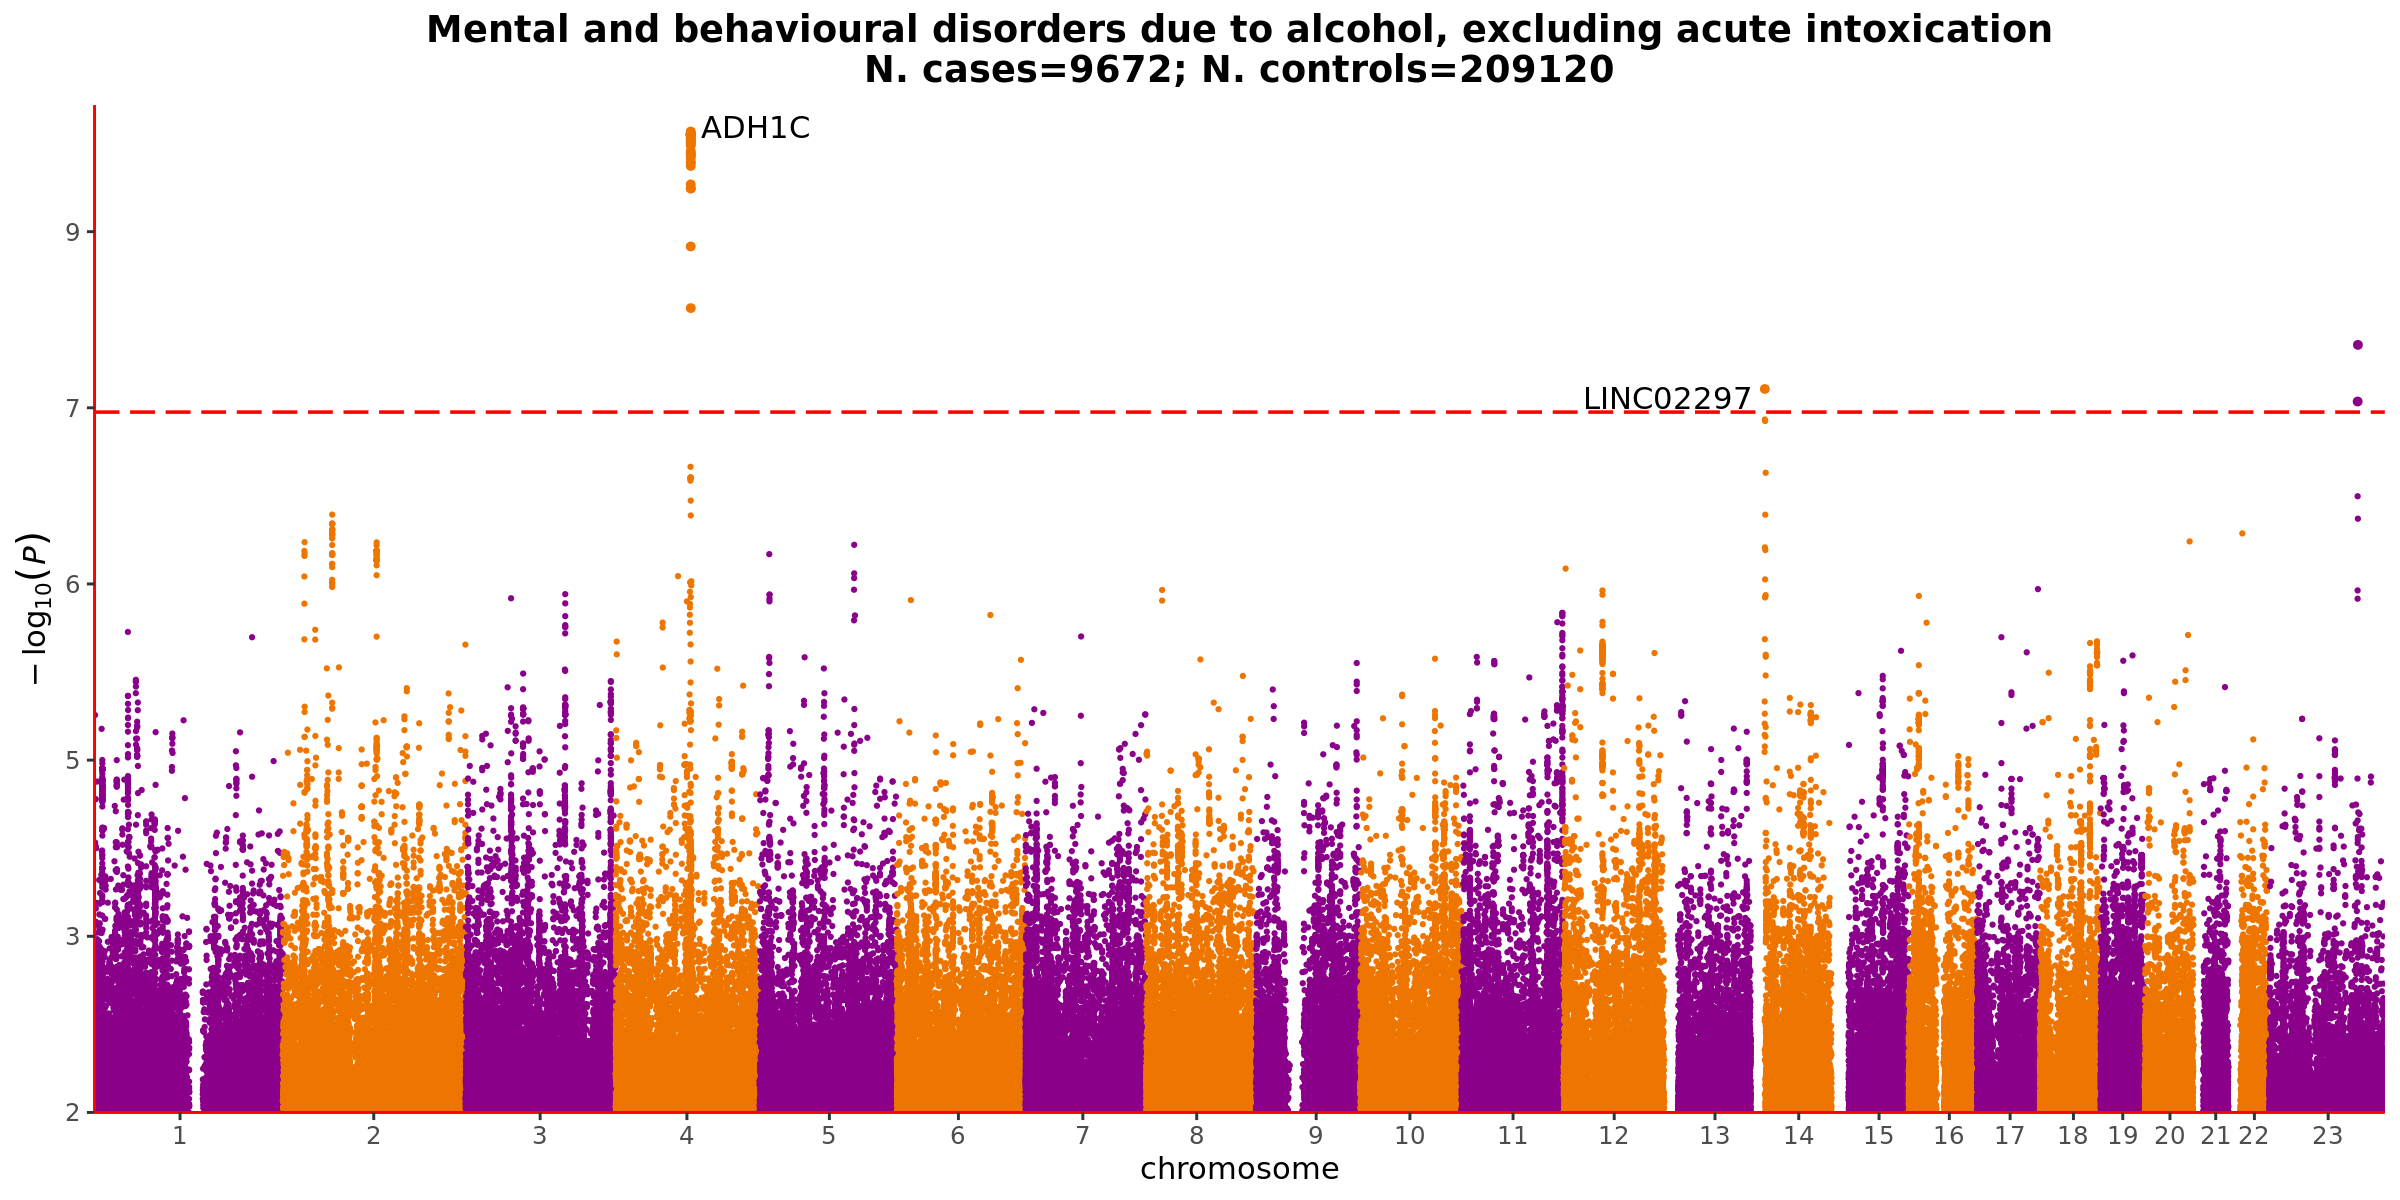 Mental and behavioural disorders due to alcohol, excluding acute intoxication
N. cases=9672; N. controls=209120
ADH1C
LINC02297
9
7
6
5
3
2
−log₁₀(P)
1 2 3 4 5 6 7 8 9 10 11 12 13 14 15 16 17 18 19 20 21 22 23
chromosome